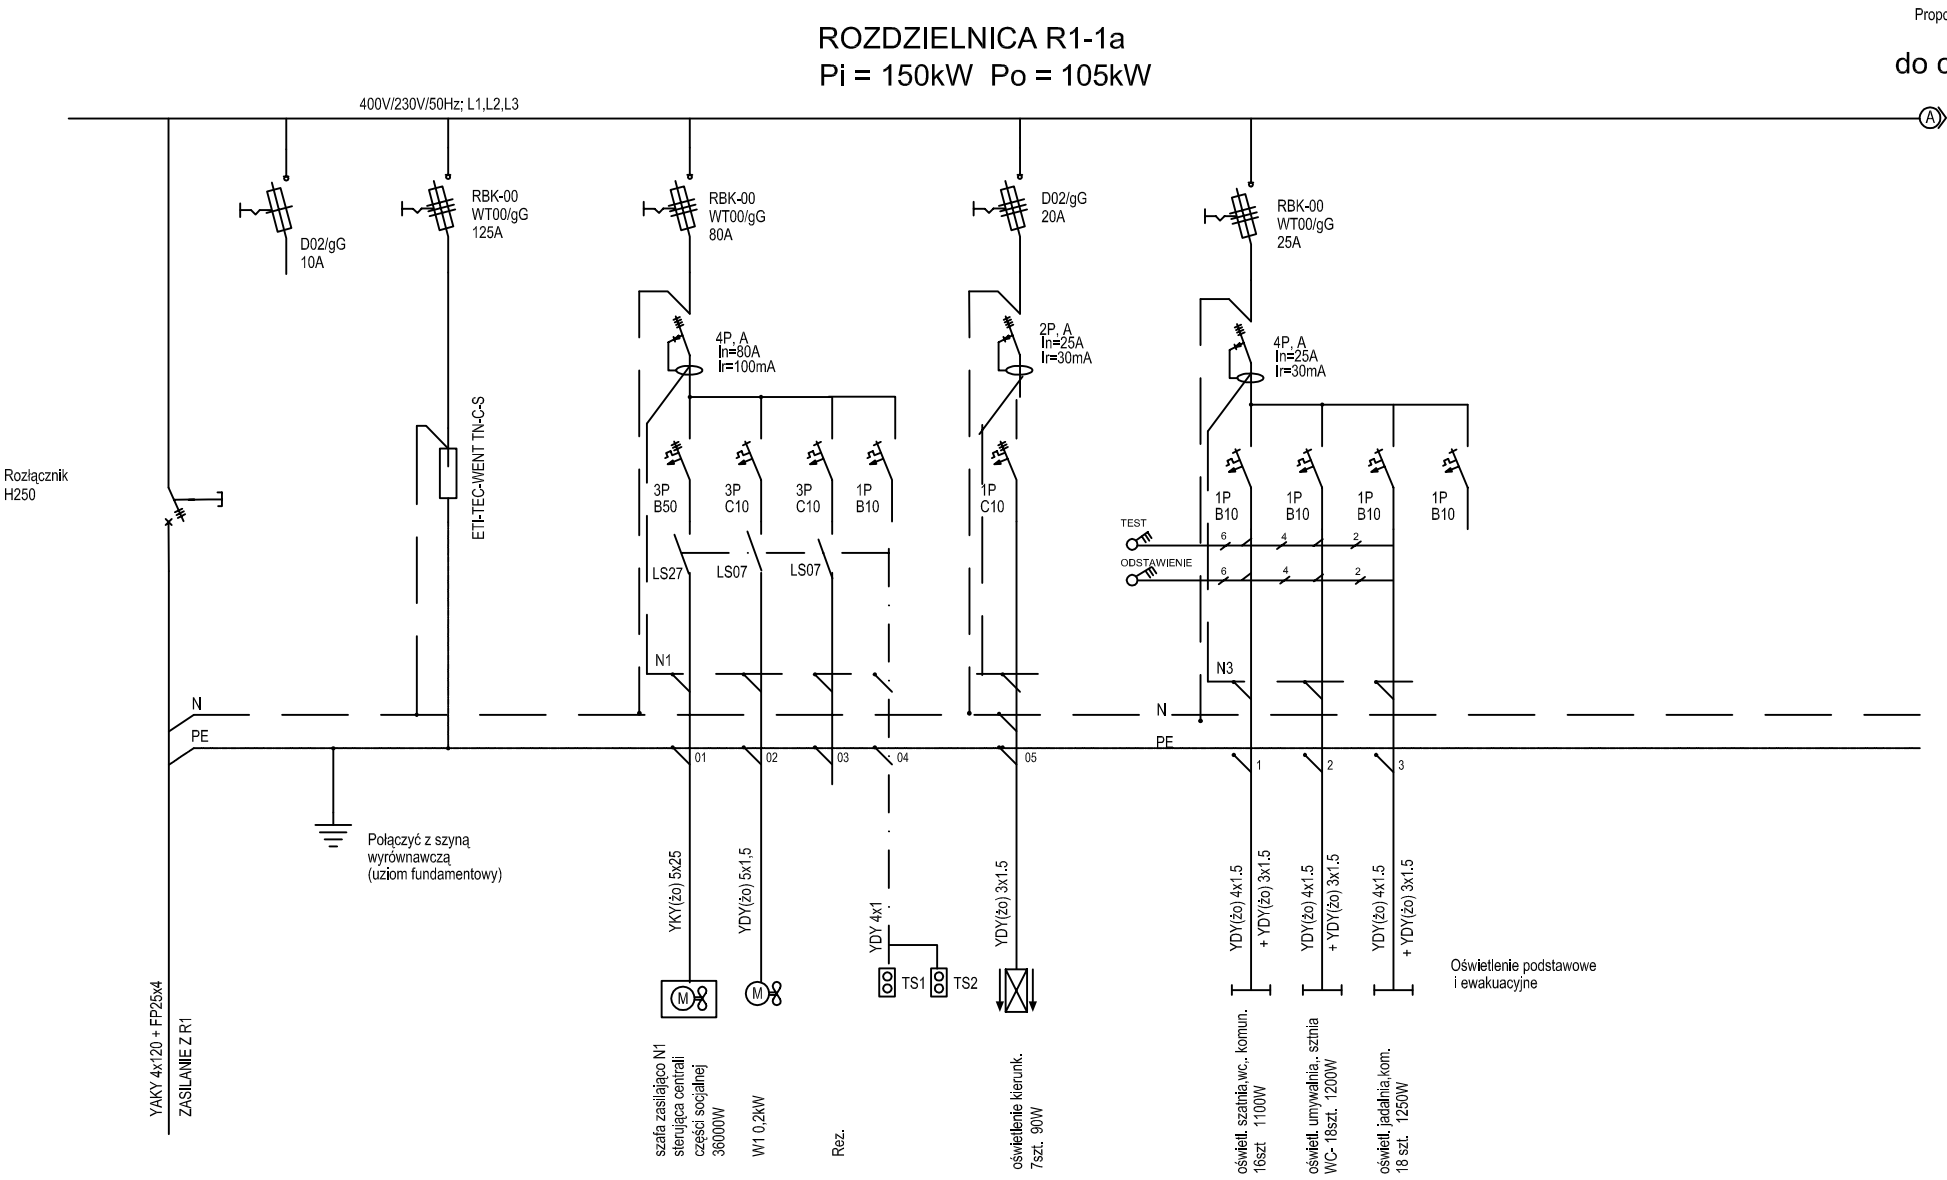 ROZDZIELNICA R1-1a
Pi = 150kW Po = 105kW
do
400V/230V/50Hz; L1,L2,L3
A
D02/gG
10A
RBK-00
WT00/gG
125A
RBK-00
WT00/gG
80A
D02/gG
20A
RBK-00
WT00/gG
25A
4P, A
In=80A
Ir=100mA
2P, A
In=25A
Ir=30mA
4P, A
In=25A
Ir=30mA
Rozłącznik
H250
ETI-TEC-WENT TN-C-S
3P
B50
3P
C10
3P
C10
1P
B10
1P
C10
1P
B10
1P
B10
1P
B10
1P
B10
TEST
6
4
2
ODSTAWIENIE
6
4
2
LS27
LS07
LS07
N1
N3
N
N
PE
PE
01
02
03
04
05
1
2
3
Połączyć z szyną
wyrównawczą
(uziom fundamentowy)
YAKY 4x120 + FP25x4
ZASILANIE Z R1
YKY(żo) 5x25
YDY(żo) 5x1,5
YDY 4x1
YDY(żo) 3x1.5
YDY(żo) 4x1.5
+ YDY(żo) 3x1.5
YDY(żo) 4x1.5
+ YDY(żo) 3x1.5
YDY(żo) 4x1.5
+ YDY(żo) 3x1.5
M
M
TS1
TS2
Oświetlenie podstawowe
i ewakuacyjne
szafa zasilająco N1
sterująca centrali
części socjalnej
36000W
W1 0,2kW
Rez.
oświetlenie kierunk.
7szt. 90W
oświetl. szatnia,wc,. komun.
16szt 1100W
oświetl. umywalnia,. sztnia
WC- 18szt. 1200W
oświetl. jadalnia,kom.
18 szt. 1250W